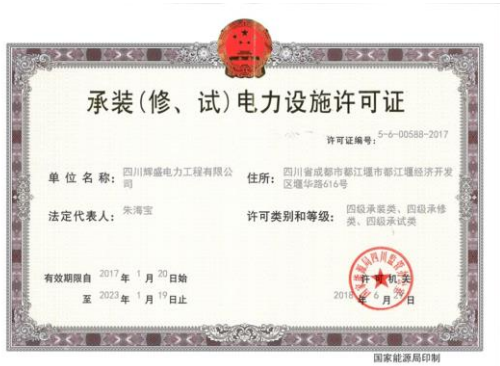 承装(修、试)电力设施许可证
许可证编号:5-6-00588-2017
单位名称: 四川辉盛电力工程有限公
司
住所: 四川省成都市都江堰市都江堰经济开发
区堰华路616号
法定代表人: 朱海宝
许可类别和等级: 四级承装类、四级承修
类、四级承试类
有效期限自 2017 年 1 月 20 日始
至 2023 年 1 月 19 日止
许可机关
2018 年 6 月 日
国家能源局印制